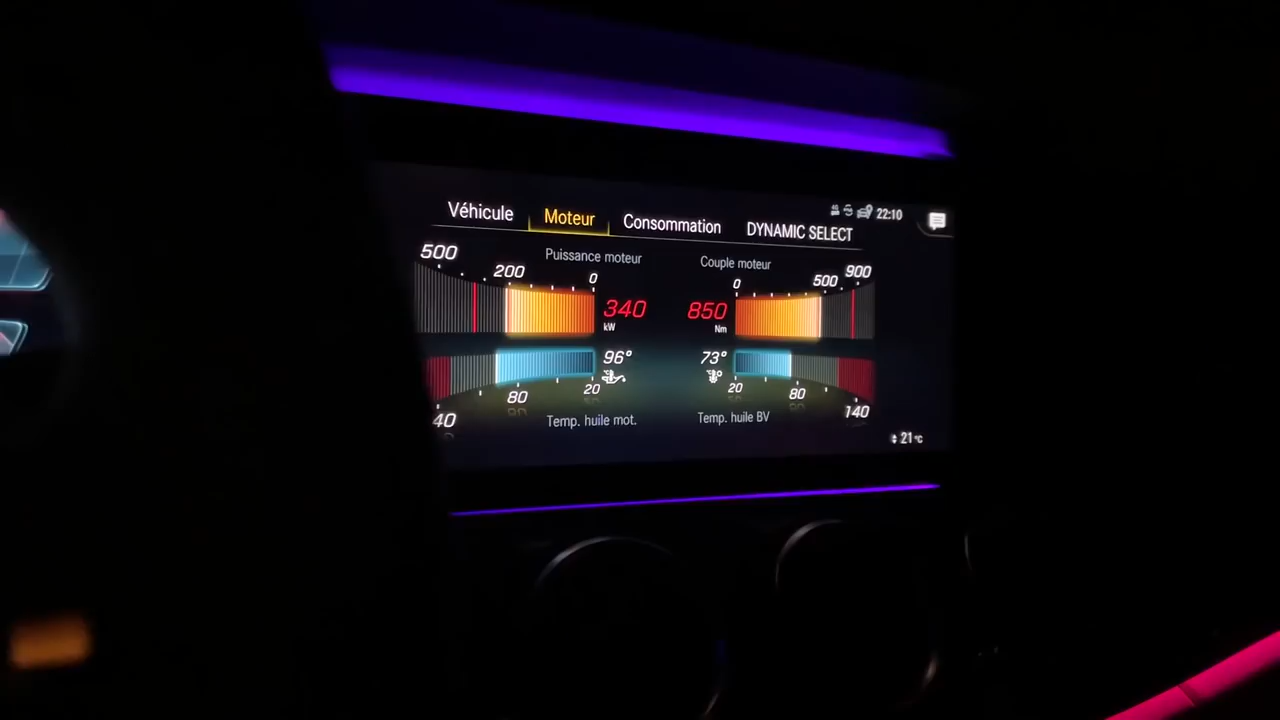 Véhicule Moteur Consommation DYNAMIC SELECT 22:10
Puissance moteur Couple moteur
500 200 0 0 500 900
340 850
kW Nm
96° 73°
40 80 20 20 80 140
Temp. huile mot. Temp. huile BV
21°C